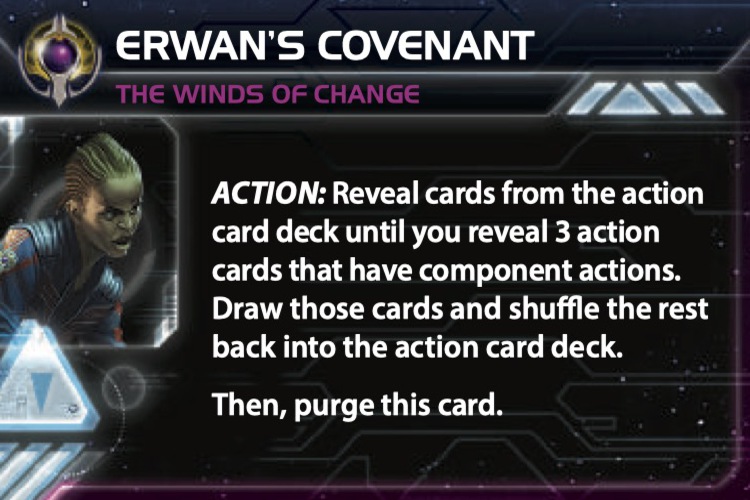 ERWAN'S COVENANT
THE WINDS OF CHANGE
ACTION: Reveal cards from the action
card deck until you reveal 3 action
cards that have component actions.
Draw those cards and shuffle the rest
back into the action card deck.
Then, purge this card.